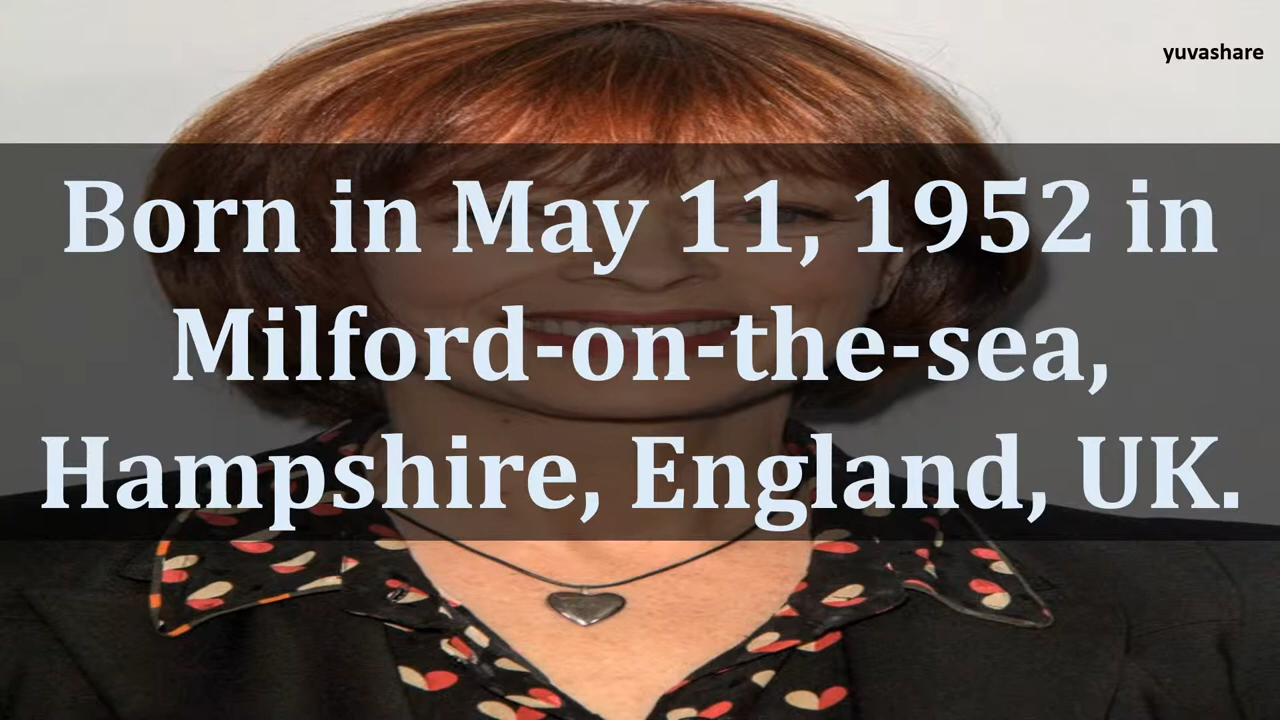 yuvashare
Born in May 11, 1952 in
Milford-on-the-sea,
Hampshire, England, UK.